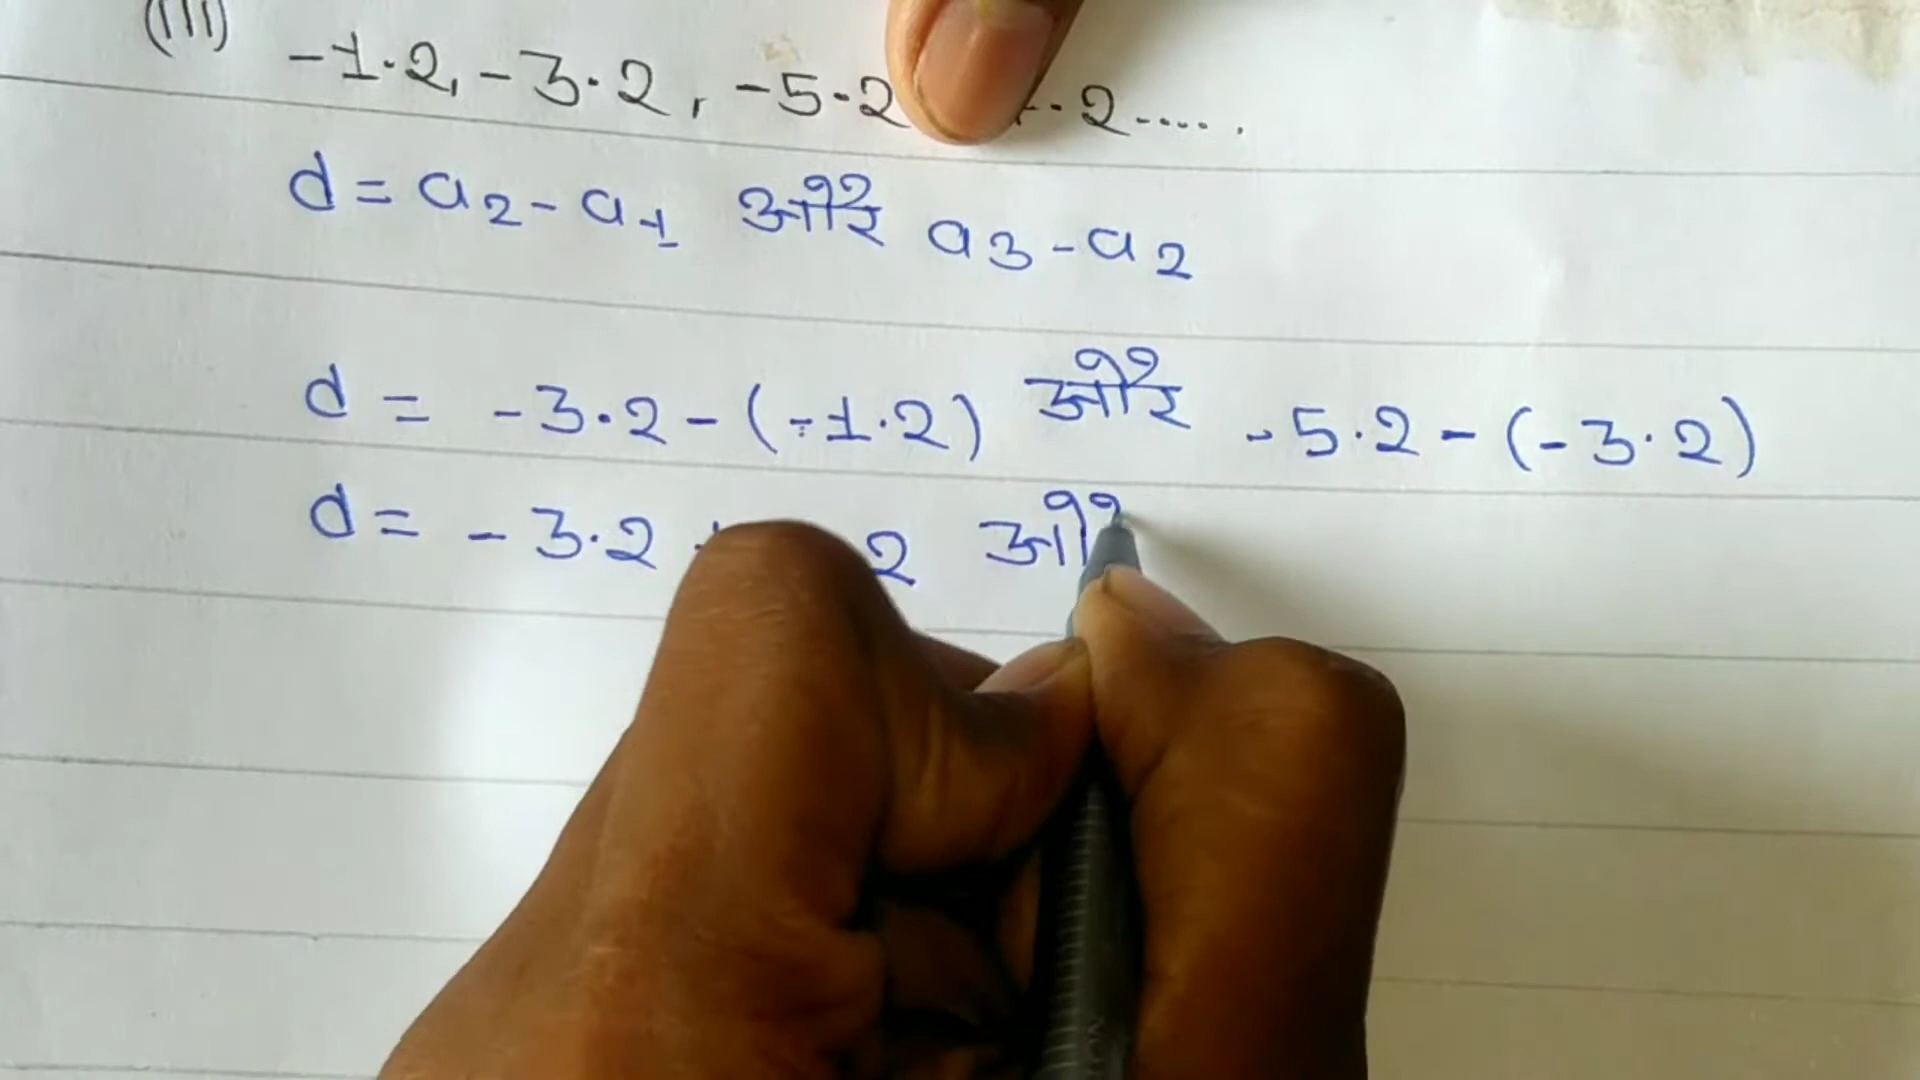 (iii) -1.2, -3.2, -5.2 .2.....
d = a2 - a1 और a3 - a2
d = -3.2 - (-1.2) और -5.2 - (-3.2)
d = -3.2 2